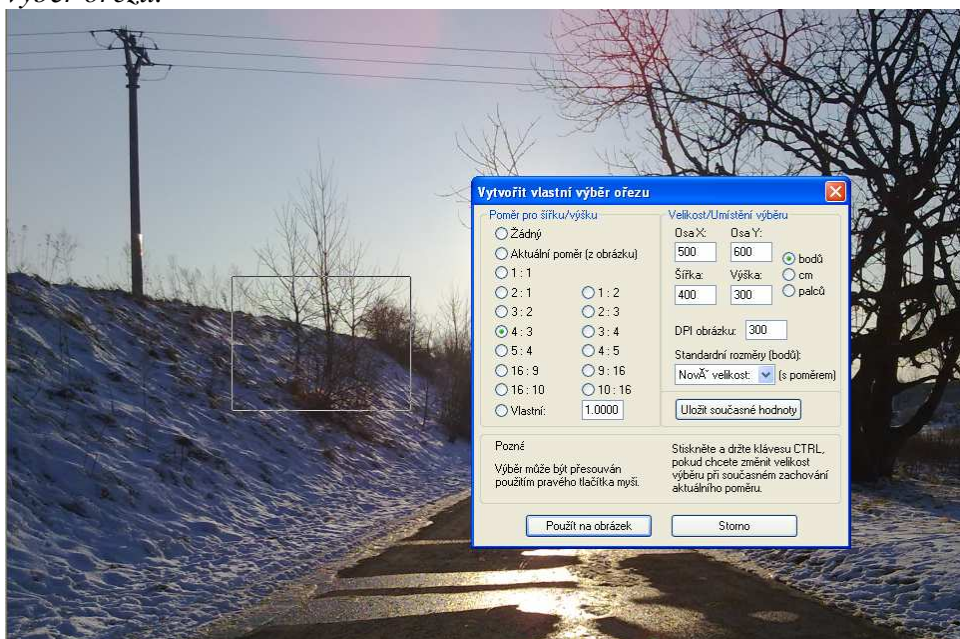 výběr ořezu.
Vytvořit vlastní výběr ořezu
Poměr pro šířku/výšku
Žádný
Aktuální poměr (z obrázku)
1 : 1
2 : 1
1 : 2
3 : 2
2 : 3
4 : 3
3 : 4
5 : 4
4 : 5
16 : 9
9 : 16
16 : 10
10 : 16
Vlastní:
1.0000
Velikost/Umístění výběru
Osa X:
Osa Y:
500
600
bodů
Šířka:
Výška:
cm
400
300
palců
DPI obrázku:
300
Standardní rozměry (bodů):
NovĂˇ velikost:
(s poměrem)
Uložit současné hodnoty
Pozná
Výběr může být přesouván
použitím pravého tlačítka myši.
Stiskněte a držte klávesu CTRL,
pokud chcete změnit velikost
výběru při současném zachování
aktuálního poměru.
Použít na obrázek
Storno